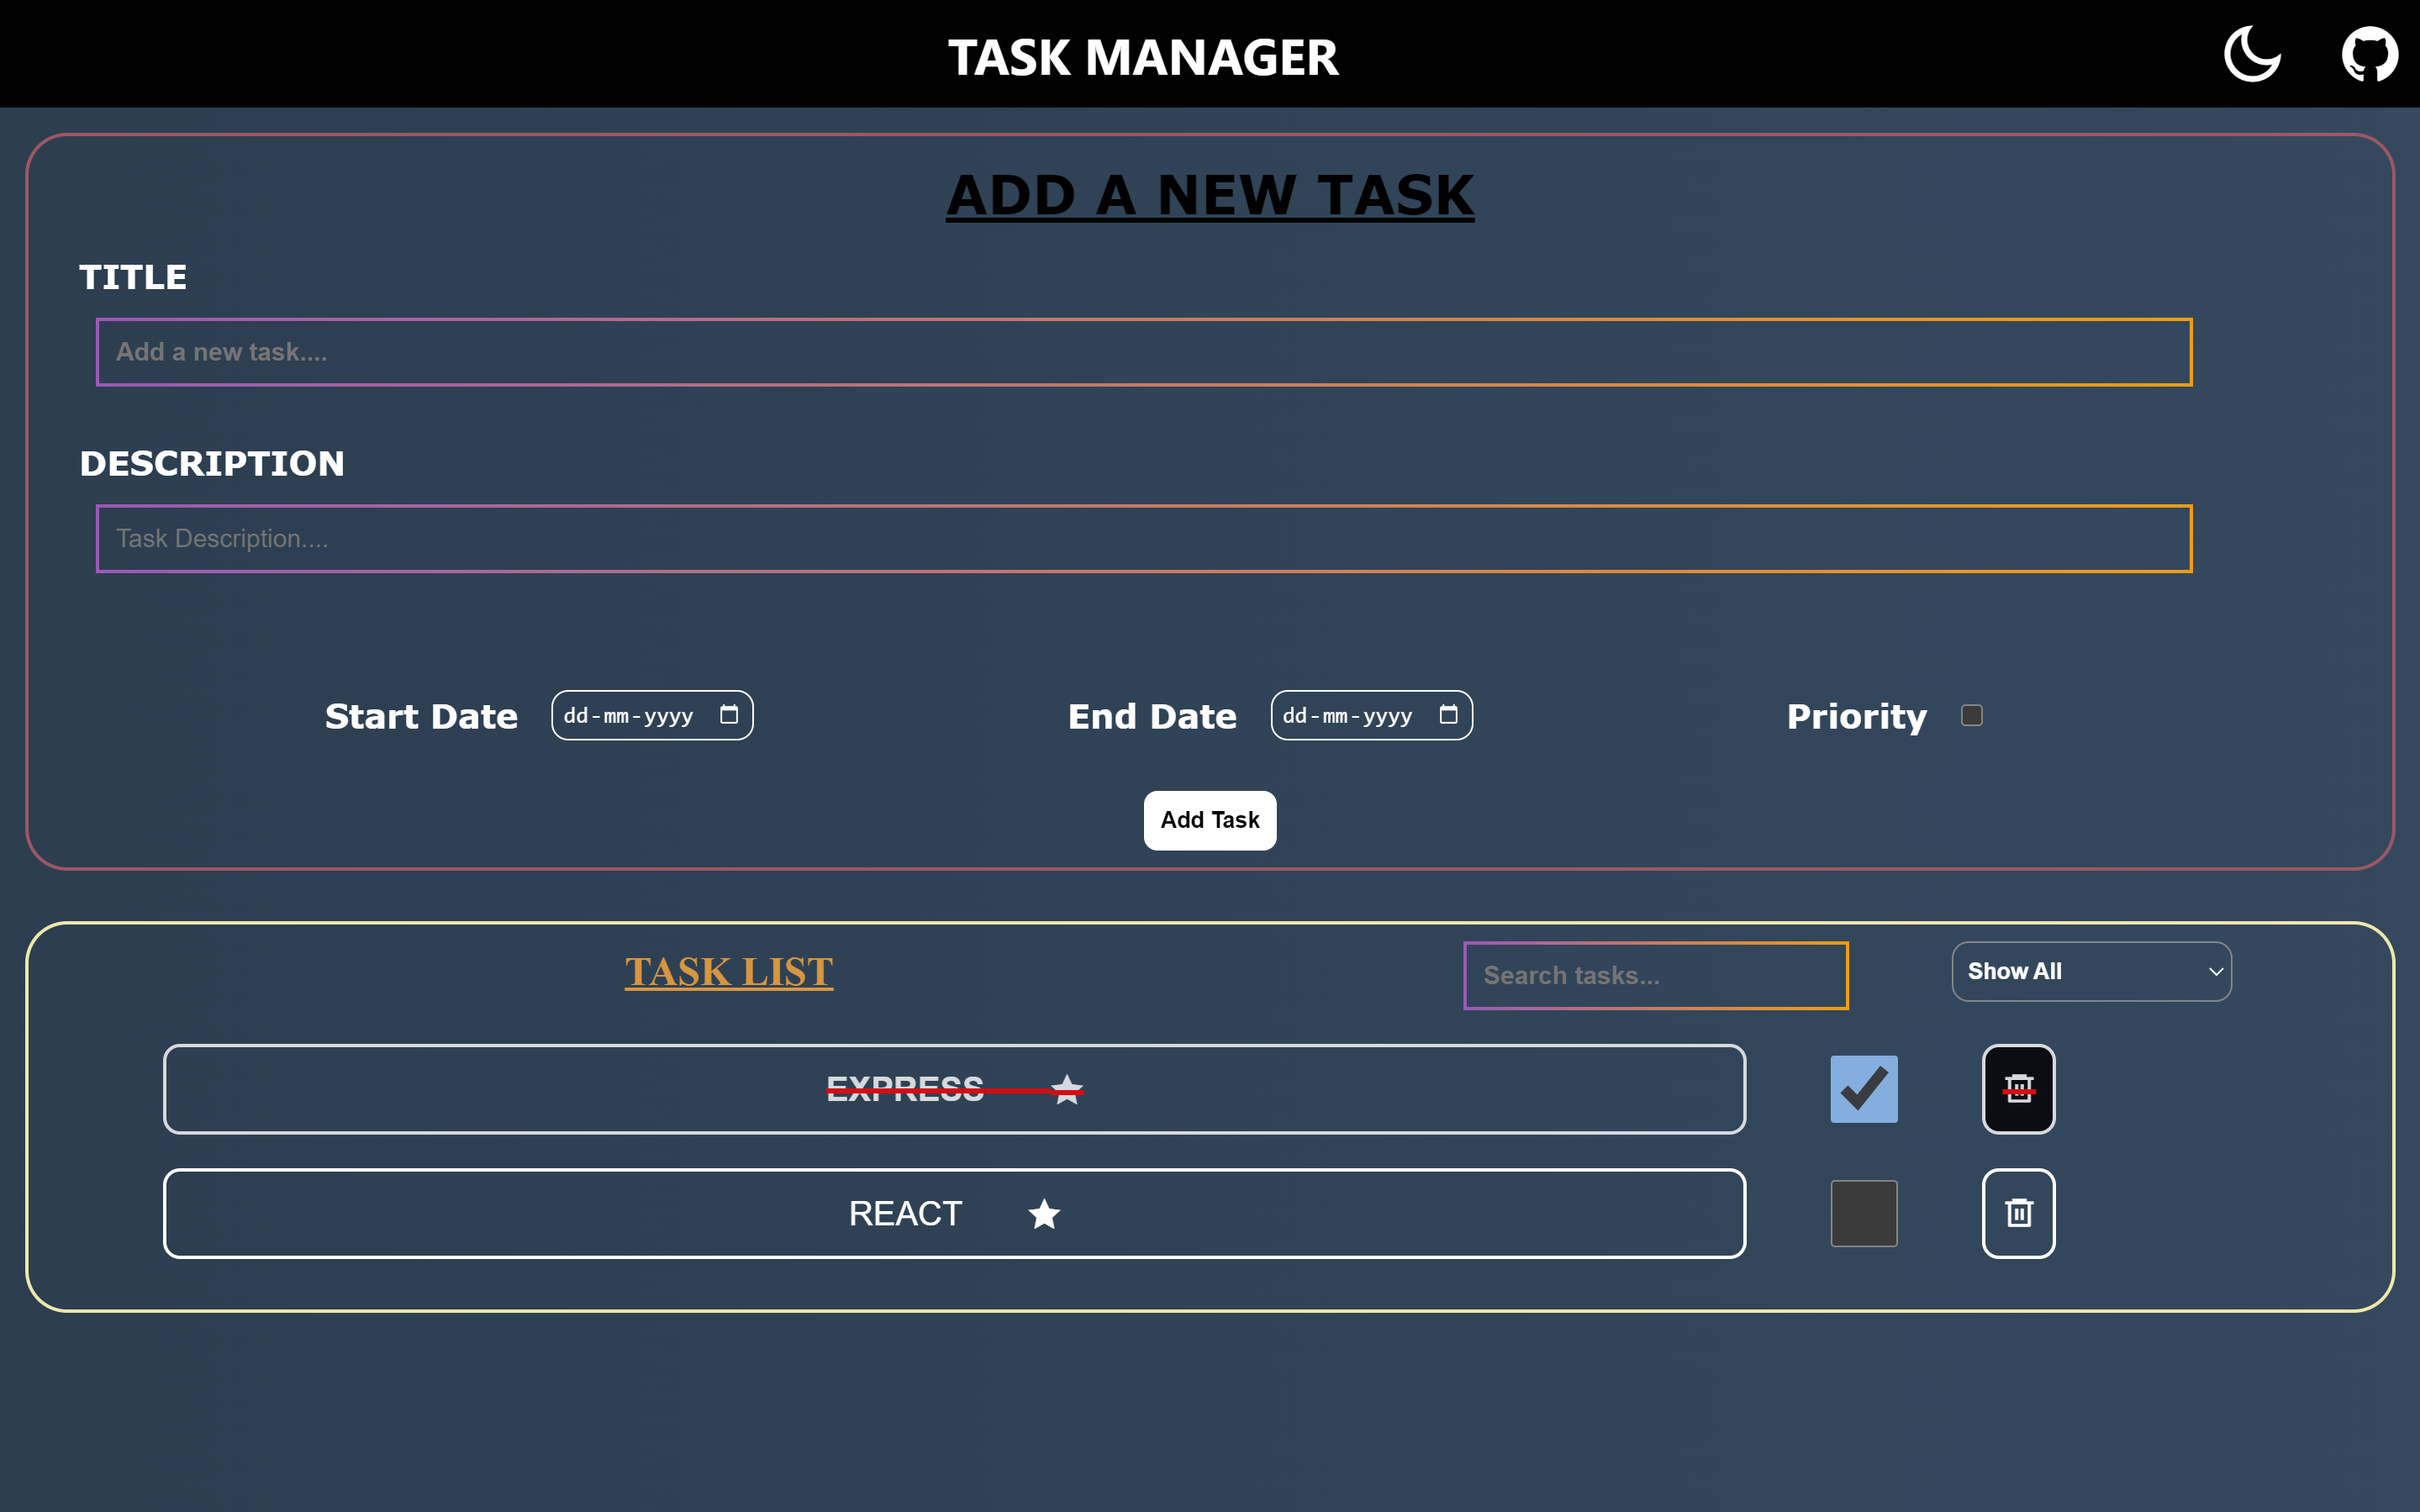 TASK MANAGER
ADD A NEW TASK
TITLE
Add a new task....
DESCRIPTION
Task Description....
Start Date dd-mm-yyyy End Date dd-mm-yyyy Priority
Add Task
TASK LIST Search tasks... Show All
EXPRESS
REACT